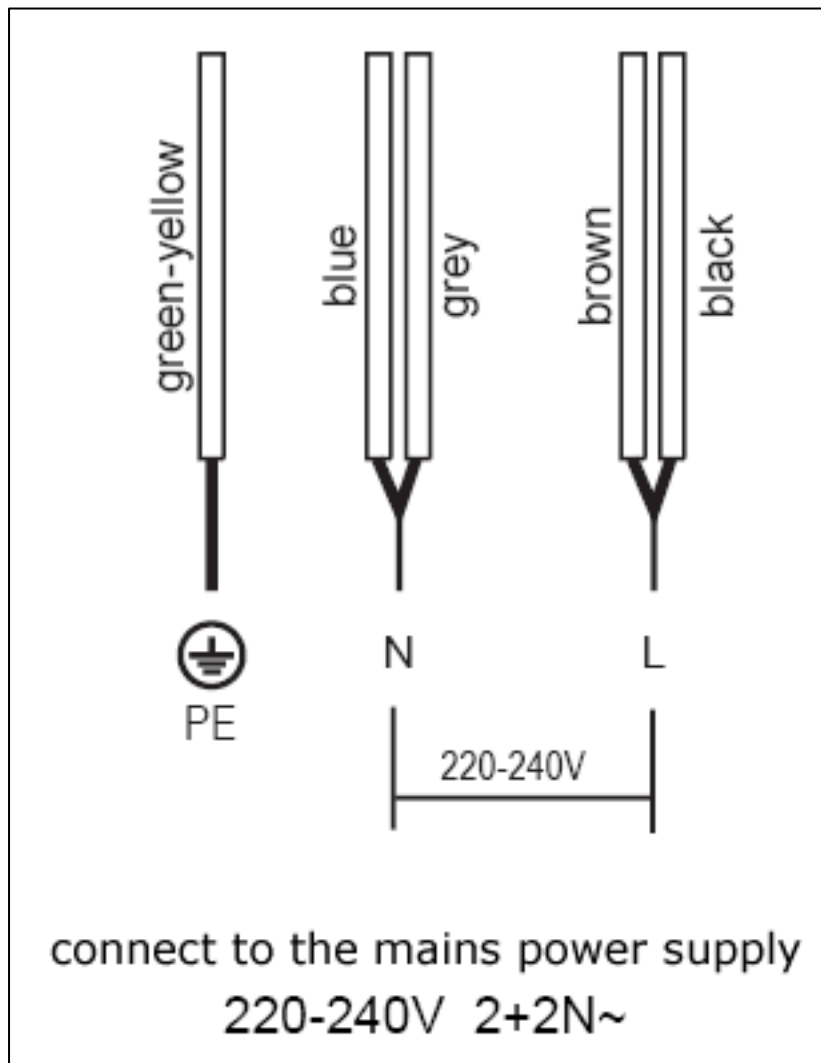 green-yellow
blue
grey
brown
black
PE
N
L
220-240V
connect to the mains power supply
220-240V 2+2N~